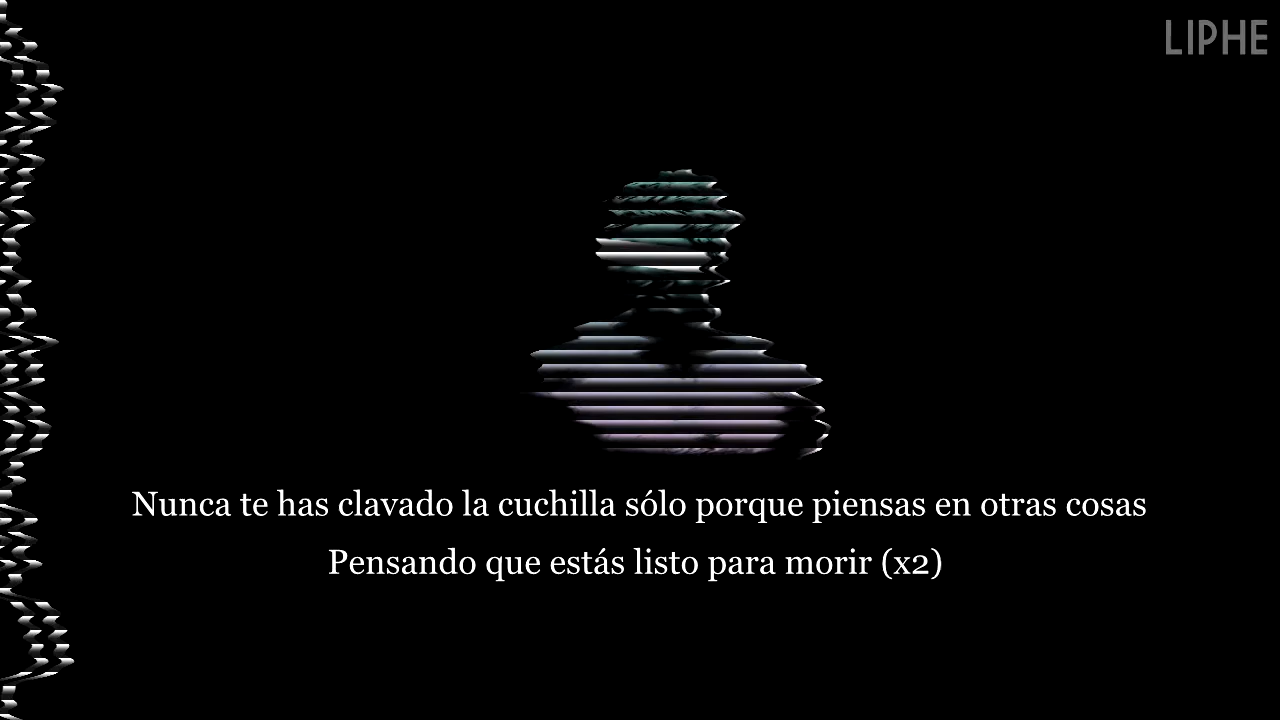 LIPHE
Nunca te has clavado la cuchilla sólo porque piensas en otras cosas
Pensando que estás listo para morir (x2)